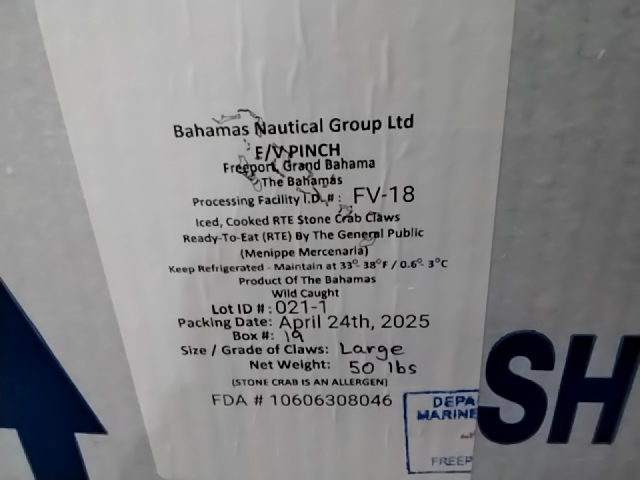 Bahamas Nautical Group Ltd
F/V PINCH
Freeport, Grand Bahama
The Bahamas
Processing Facility I.D. #: FV-18
Iced, Cooked RTE Stone Crab Claws
Ready-To-Eat (RTE) By The General Public
(Menippe Mercenaria)
Keep Refrigerated - Maintain at 33°- 38°F / 0.6°- 3°C
Product Of The Bahamas
Wild Caught
Lot ID #: 021-1
Packing Date: April 24th, 2025
Box #: 19
Size / Grade of Claws: Large
Net Weight: 50 lbs
(STONE CRAB IS AN ALLERGEN)
FDA # 10606308046
DEPA
MARINE
FREEP
SH